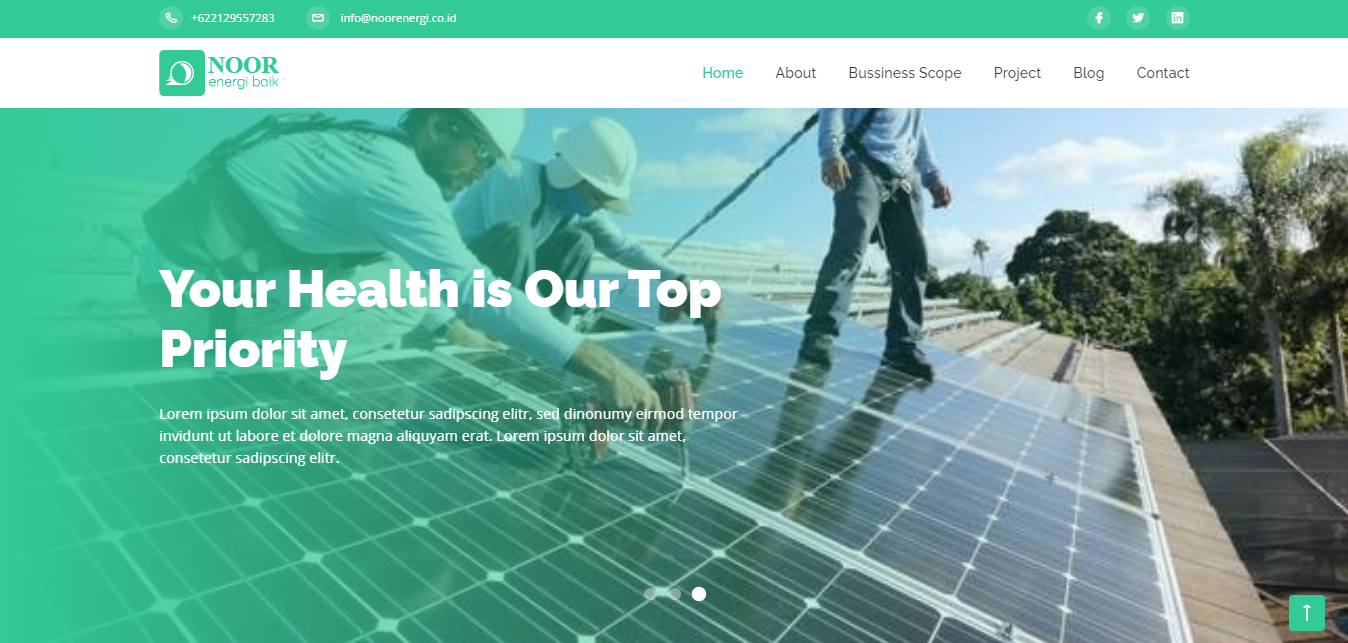 +622129557283
info@noorenergi.co.id
NOOR
energi baik
Home
About
Bussiness Scope
Project
Blog
Contact
Your Health is Our Top
Priority
Lorem ipsum dolor sit amet, consetetur sadipscing elitr, sed dinonumy eirmod tempor
invidunt ut labore et dolore magna aliquyam erat. Lorem ipsum dolor sit amet,
consetetur sadipscing elitr.